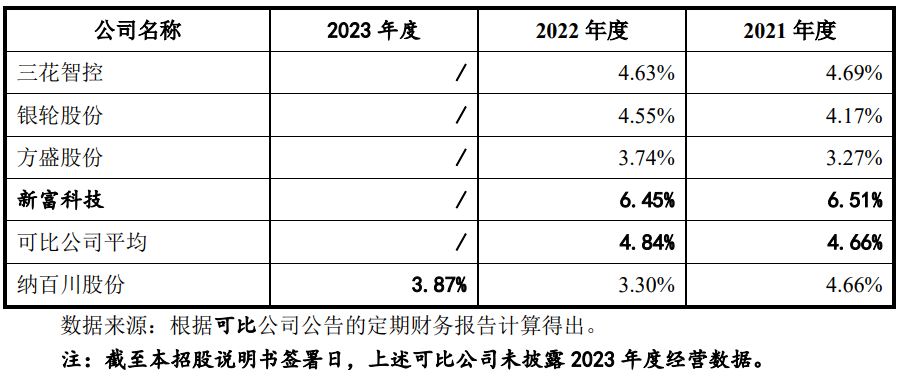 公司名称 2023 年度 2022 年度 2021 年度
三花智控 / 4.63% 4.69%
银轮股份 / 4.55% 4.17%
方盛股份 / 3.74% 3.27%
新富科技 / 6.45% 6.51%
可比公司平均 / 4.84% 4.66%
纳百川股份 3.87% 3.30% 4.66%
数据来源：根据可比公司公告的定期财务报告计算得出。
注：截至本招股说明书签署日，上述可比公司未披露 2023 年度经营数据。